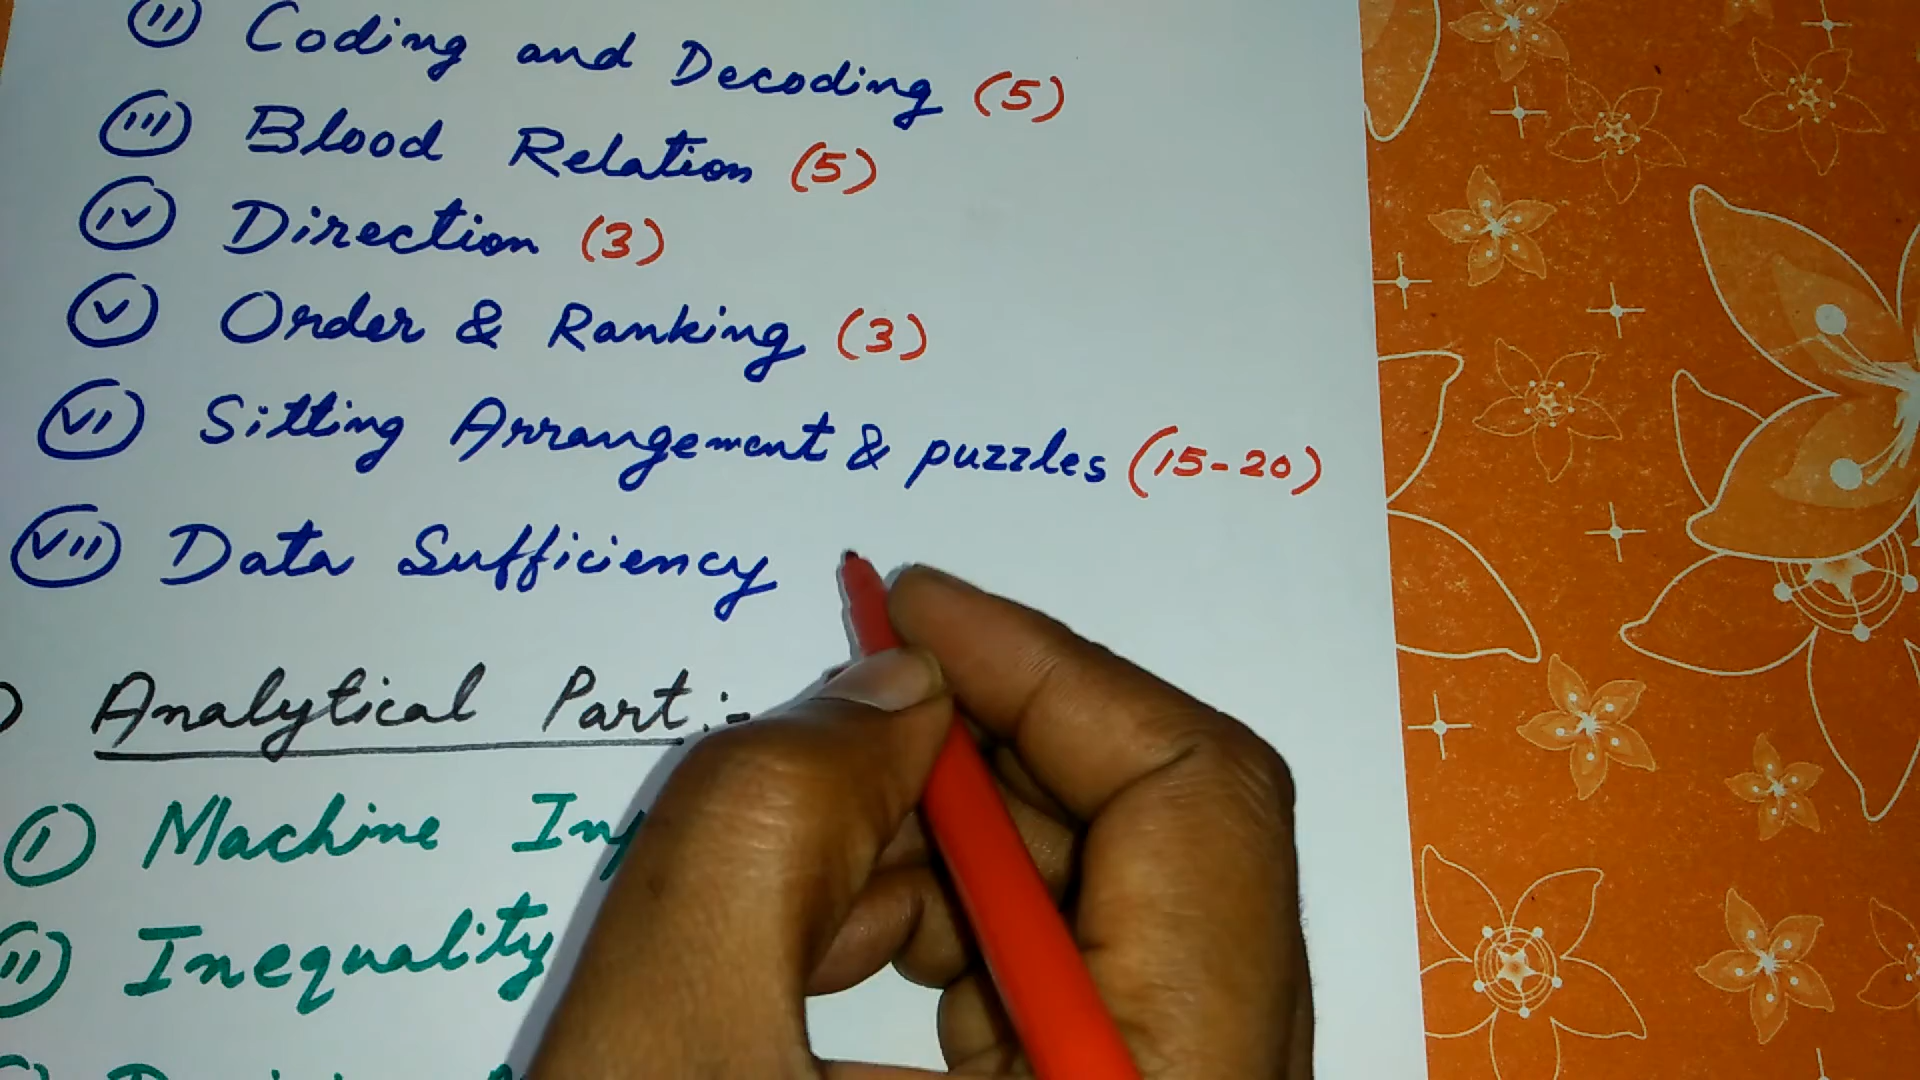 (ii) Coding and Decoding (5)
(iii) Blood Relation (5)
(iv) Direction (3)
(v) Order & Ranking (3)
(vi) Sitting Arrangement & puzzles (15-20)
(vii) Data Sufficiency
) Analytical Part :-
(i) Machine In
(ii) Inequality